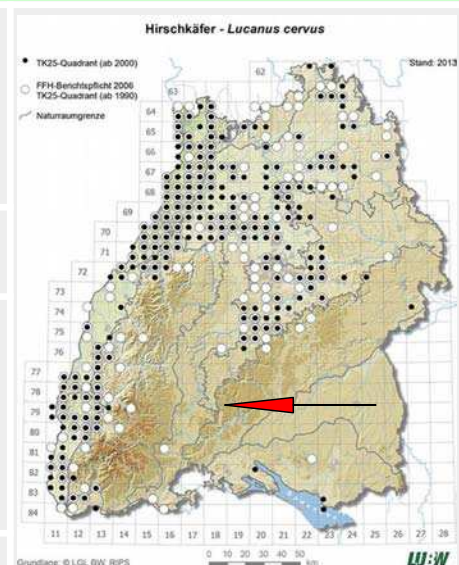 Hirschkäfer - Lucanus cervus
TK25-Quadrant (ab 2000)
Stand: 2013
FFH-Berichtspflicht 2006
TK25-Quadrant (ab 1990)
Naturraumgrenze
62
63
64
65
66
67
68
69
70
71
72
73
74
75
76
77
78
79
80
81
82
83
84
11 12 13 14 15 16 17 18 19 20 21 22 23 24 25 26 27 28
0 10 20 30 40 50
km
Grundlage: © LGL BW, RIPS
LU:W